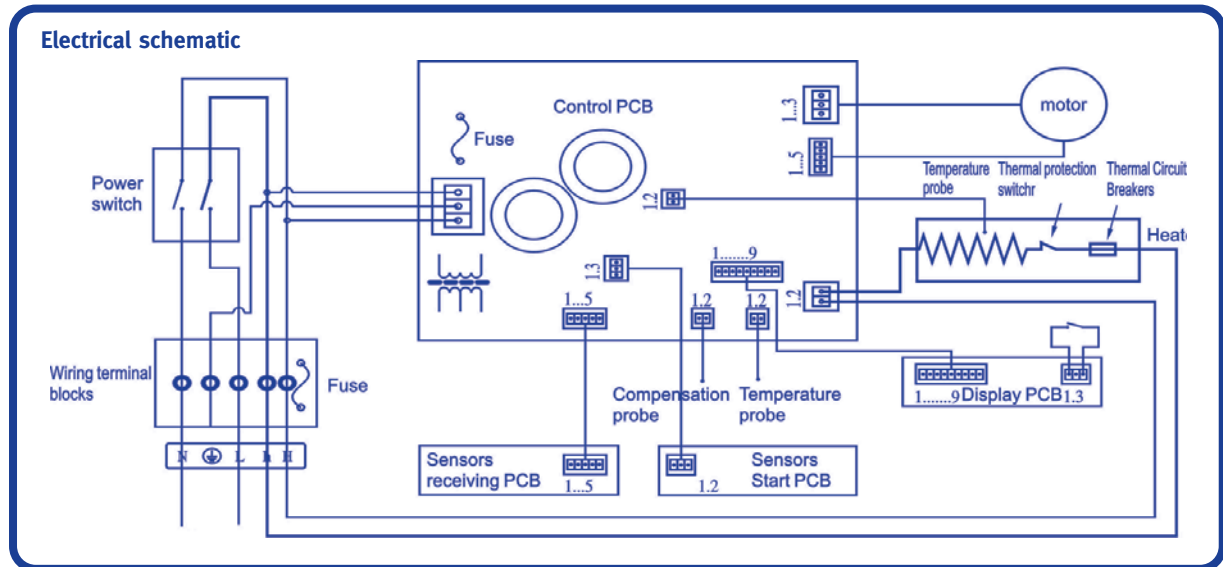 Electrical schematic
Control PCB
Fuse
1...3
motor
1...5
Power
switch
1.2
Temperature
probe
Thermal protection
switchr
Thermal Circuit
Breakers
Heate
1.3
1.......9
1.2
1...5
1.2
1.2
Wiring terminal
blocks
Fuse
Compensation
probe
Temperature
probe
1.......9 Display PCB 1.3
N L h H
Sensors
receiving PCB
1...5
Sensors
Start PCB
1.2